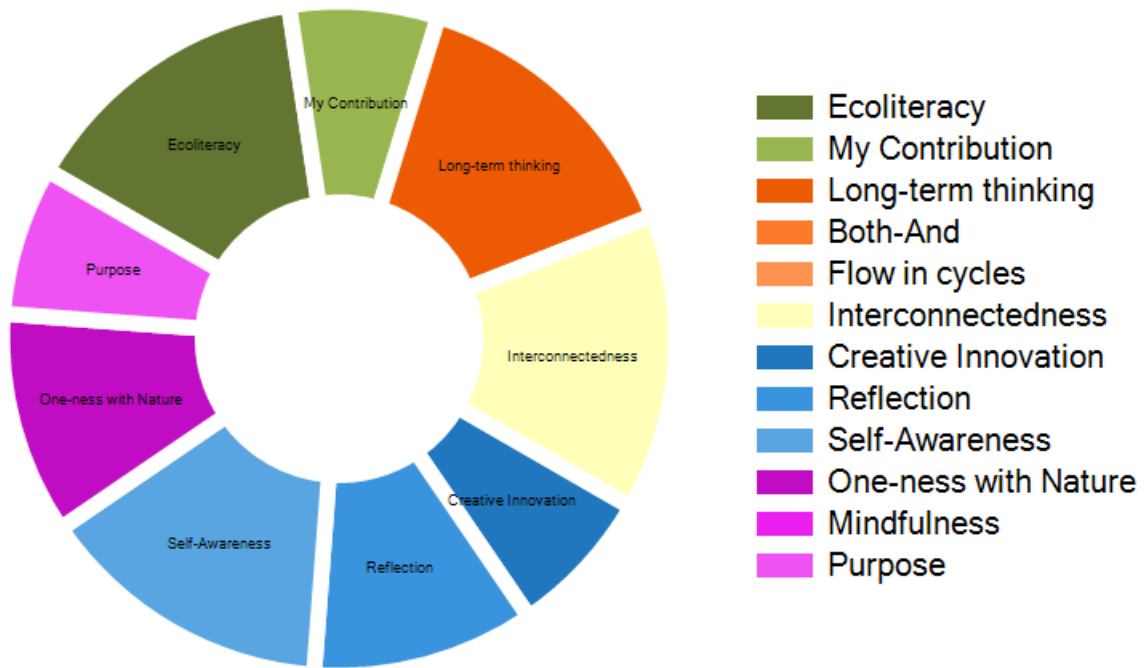 My Contribution
Ecoliteracy
Long-term thinking
Purpose
Interconnectedness
One-ness with Nature
Creative Innovation
Self-Awareness
Reflection
Ecoliteracy
My Contribution
Long-term thinking
Both-And
Flow in cycles
Interconnectedness
Creative Innovation
Reflection
Self-Awareness
One-ness with Nature
Mindfulness
Purpose